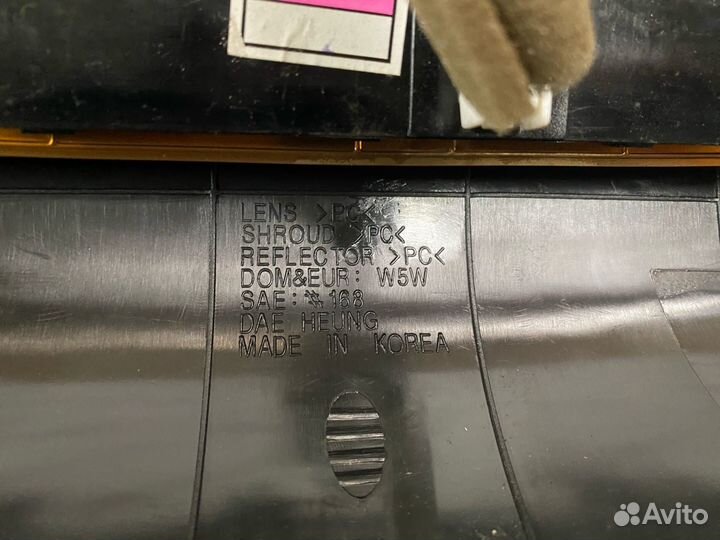 LENS >PC<
SHROUD >PC<
REFLECTOR >PC<
DOM&EUR: W5W
SAE: #168
DAE HEUNG
MADE IN KOREA
Avito